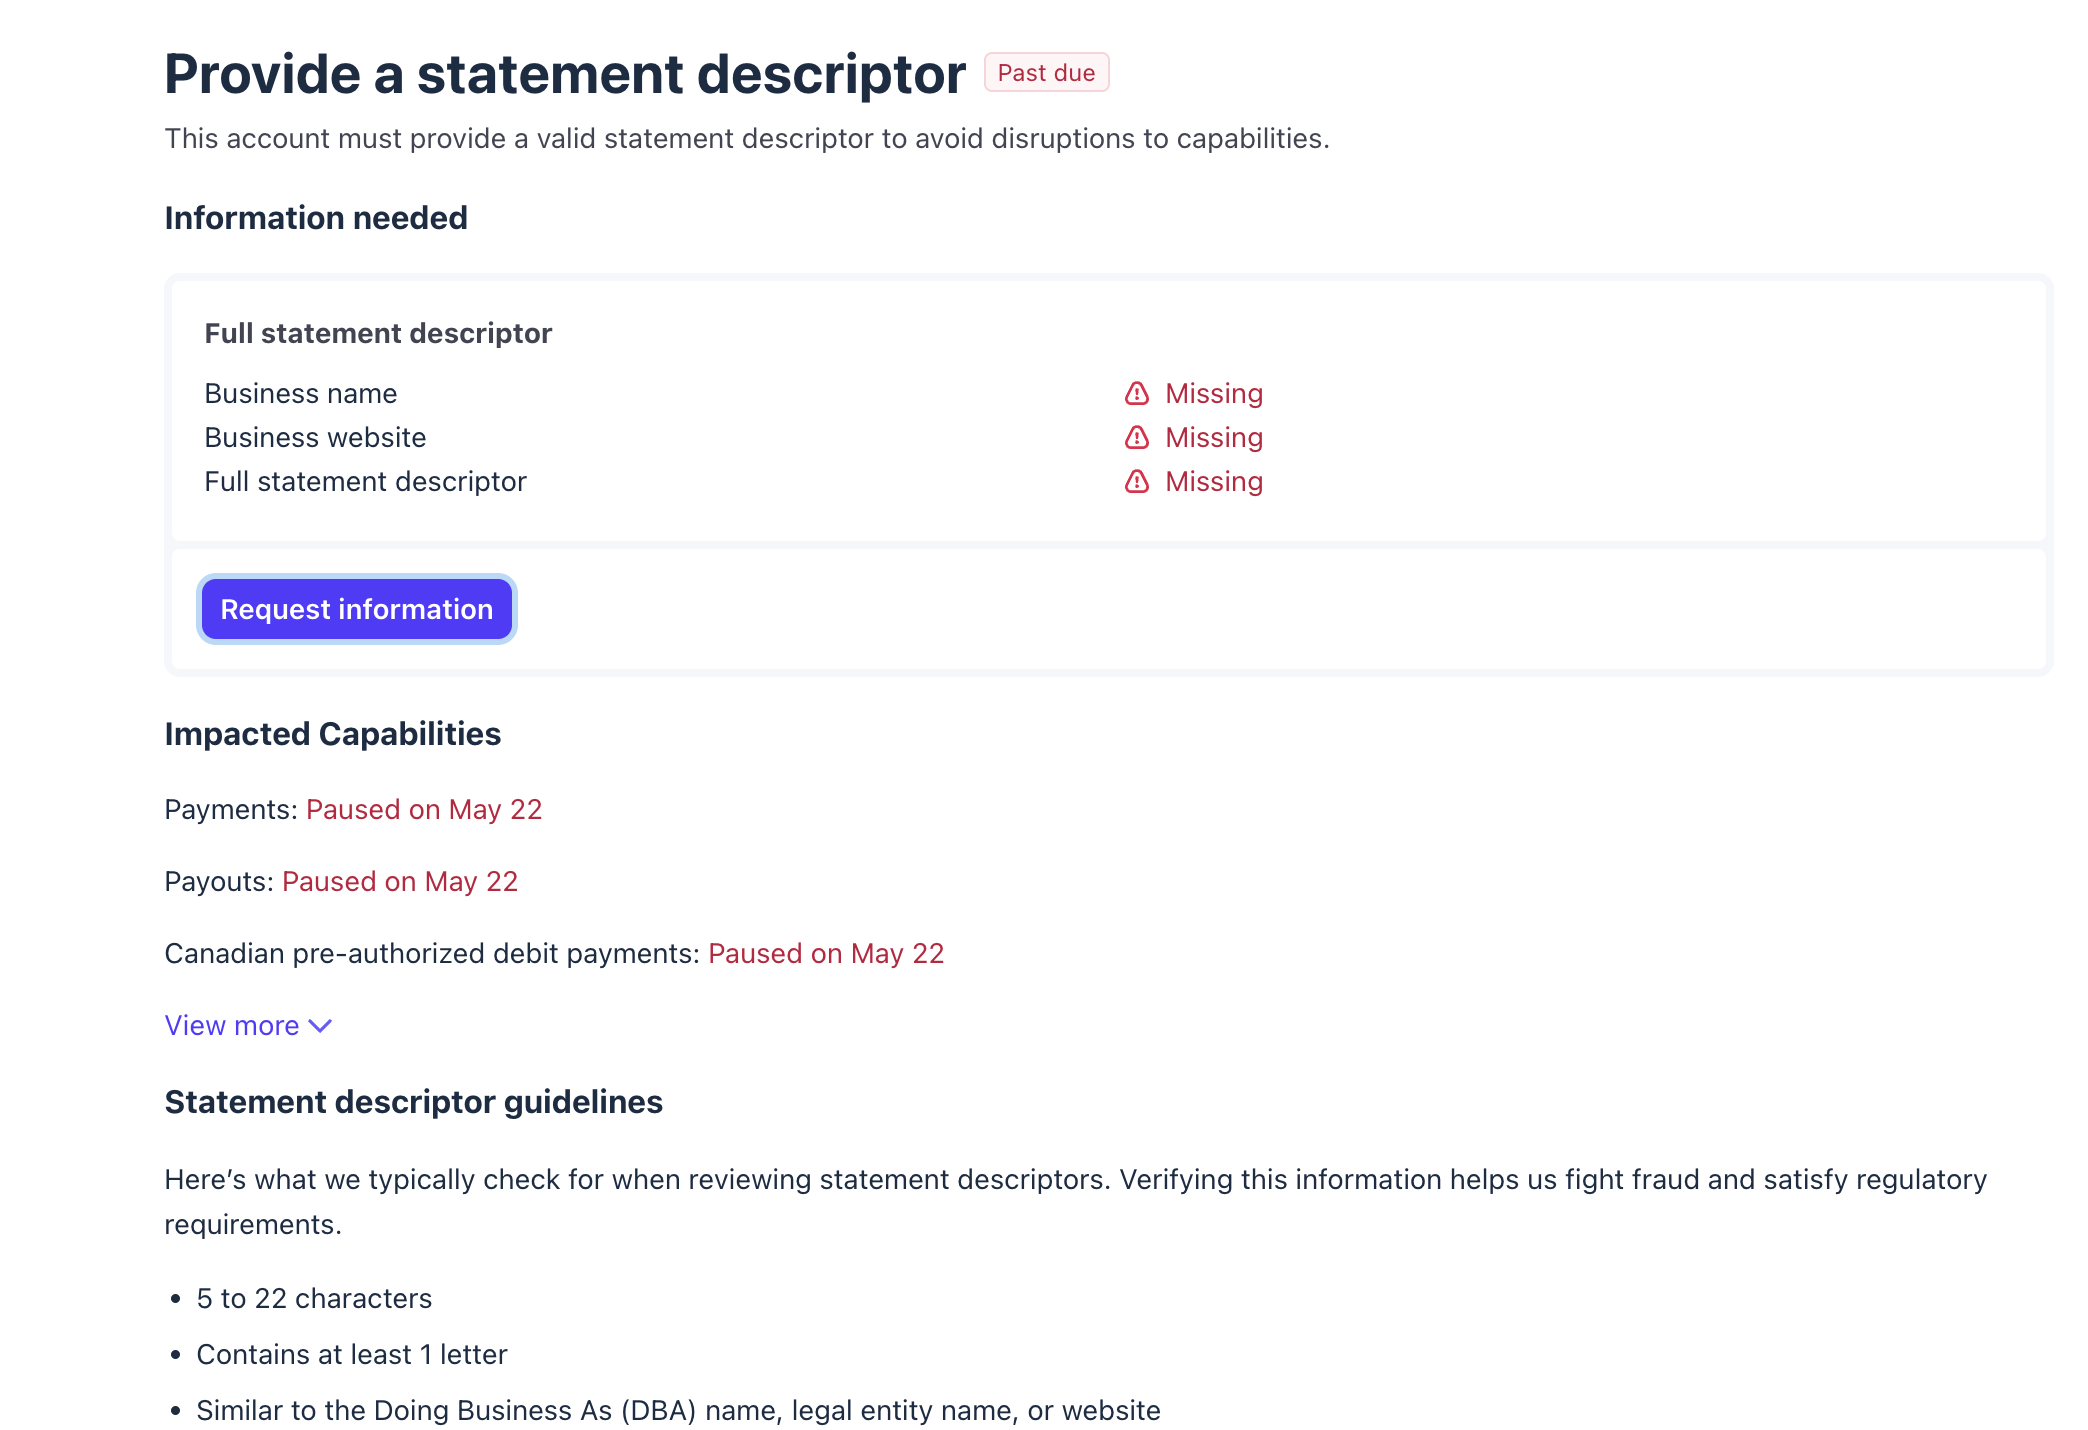 Provide a statement descriptor Past due
This account must provide a valid statement descriptor to avoid disruptions to capabilities.
Information needed
Full statement descriptor
Business name Missing
Business website Missing
Full statement descriptor Missing
Request information
Impacted Capabilities
Payments: Paused on May 22
Payouts: Paused on May 22
Canadian pre-authorized debit payments: Paused on May 22
View more
Statement descriptor guidelines
Here’s what we typically check for when reviewing statement descriptors. Verifying this information helps us fight fraud and satisfy regulatory
requirements.
• 5 to 22 characters
• Contains at least 1 letter
• Similar to the Doing Business As (DBA) name, legal entity name, or website